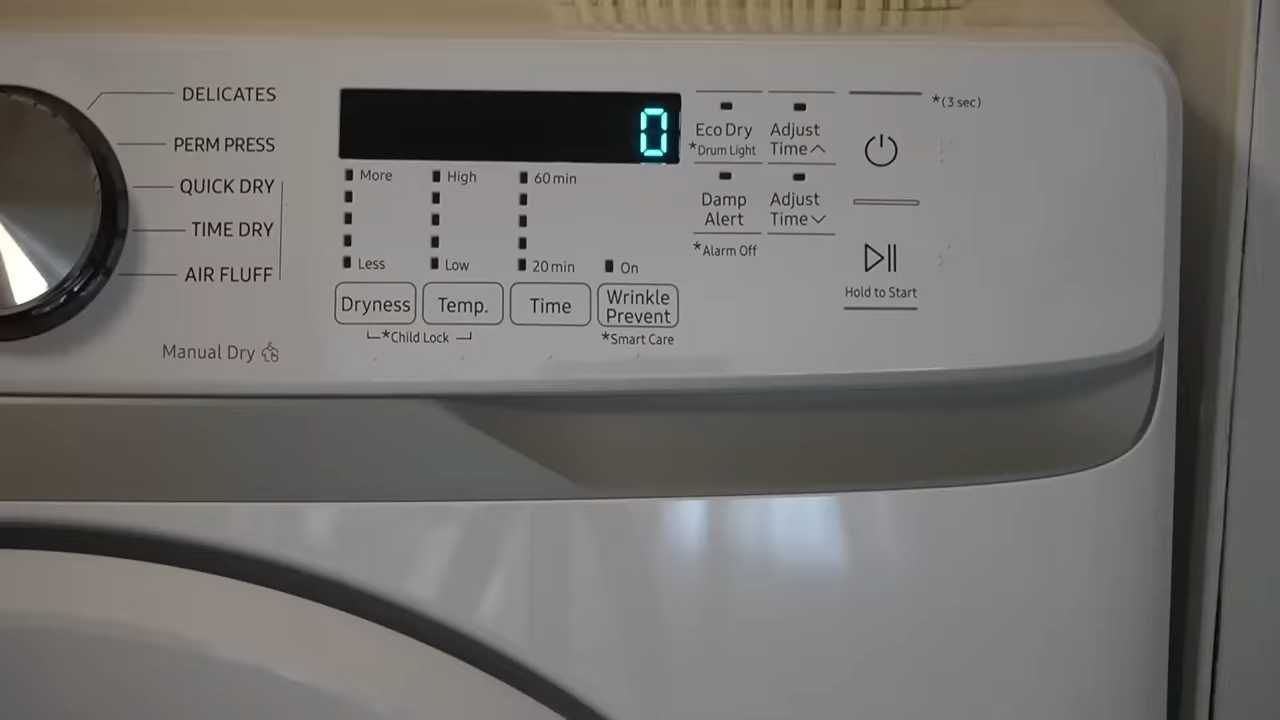 DELICATES
PERM PRESS
QUICK DRY
TIME DRY
AIR FLUFF
Manual Dry
0
More
Less
High
Low
60 min
20 min
On
Dryness
Temp.
Time
Wrinkle
Prevent
*Child Lock
*Smart Care
Eco Dry
*Drum Light
Adjust
Time
Damp
Alert
*Alarm Off
Adjust
Time
*(3 sec)
Hold to Start